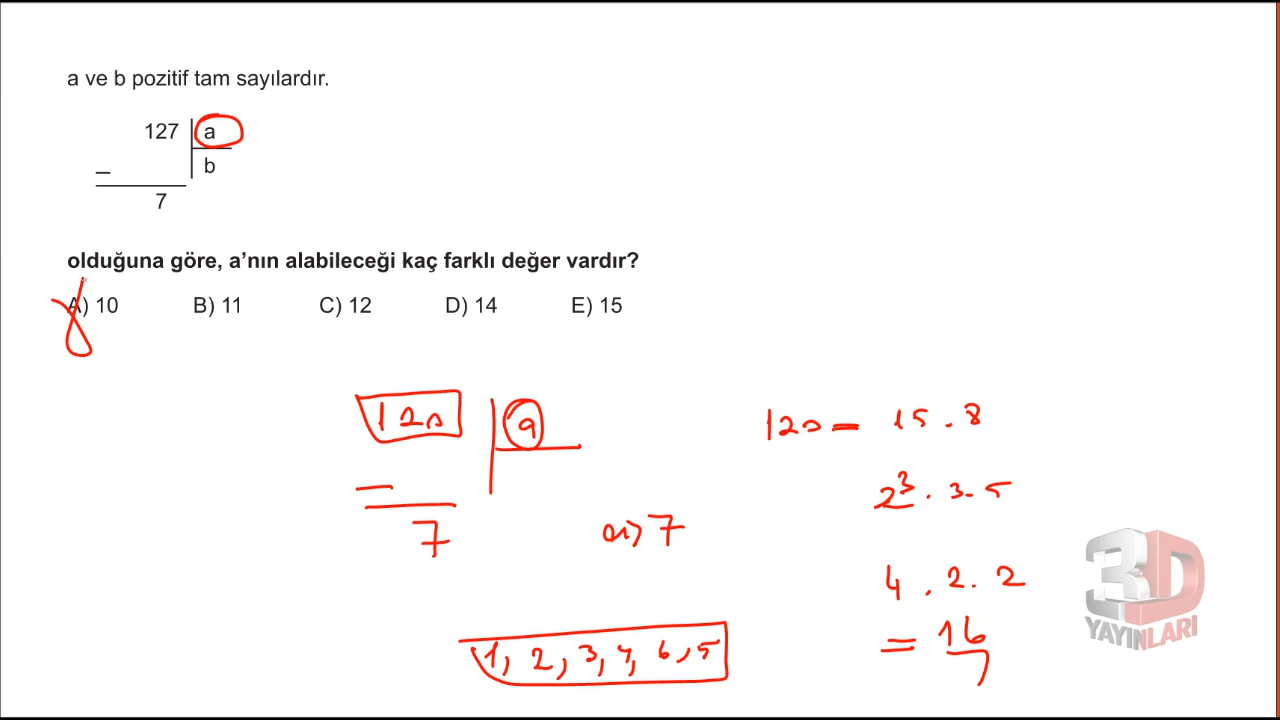 a ve b pozitif tam sayılardır.
127 a
– b
7
olduğuna göre, a’nın alabileceği kaç farklı değer vardır?
A) 10 B) 11 C) 12 D) 14 E) 15
120 a 120 = 15 . 8
– 2³ . 3 . 5
7 a > 7
4 . 2 . 2
= 16
1, 2, 3, 4, 6, 5
3D
YAYINLARI